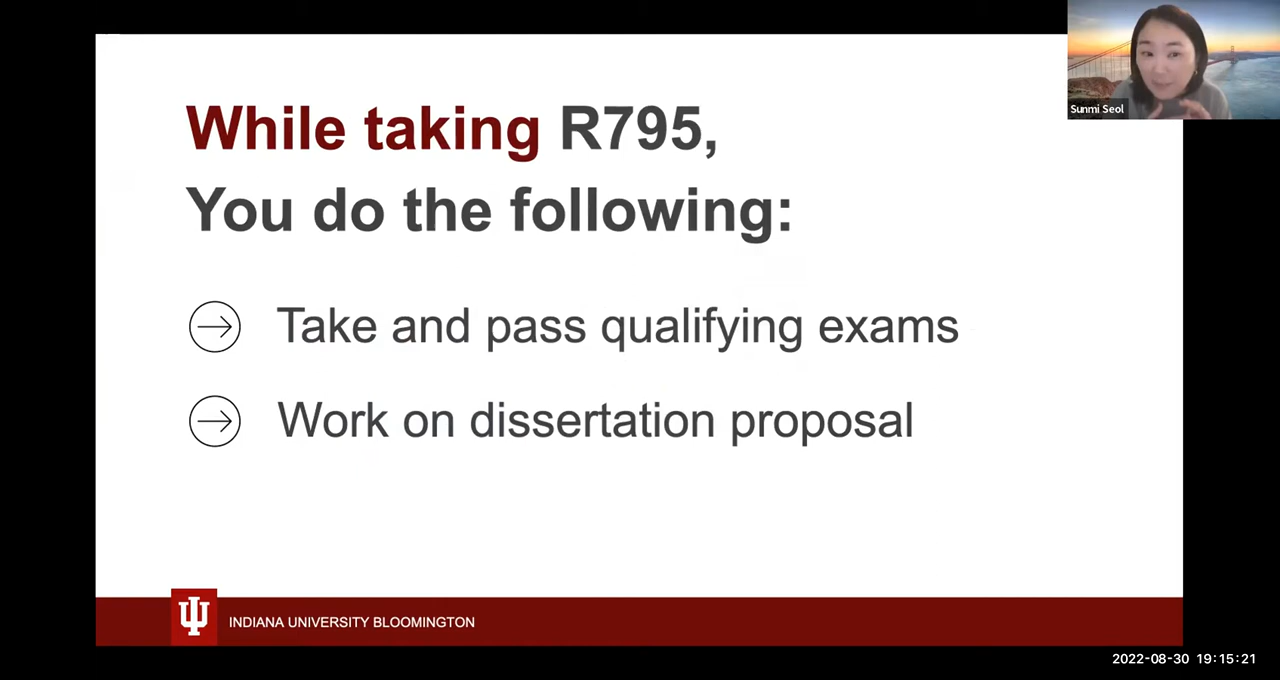 While taking R795,
You do the following:
Take and pass qualifying exams
Work on dissertation proposal
INDIANA UNIVERSITY BLOOMINGTON
Sunmi Seol
2022-08-30 19:15:21